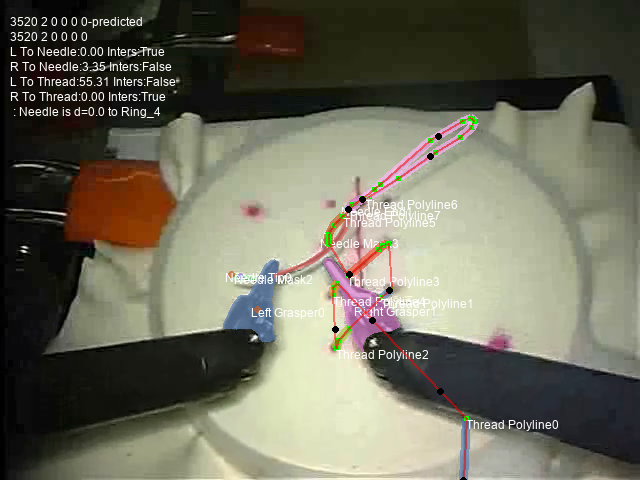 3520 2 0 0 0 0-predicted
3520 2 0 0 0 0
L To Needle:0.00 Inters:True
R To Needle:3.35 Inters:False
L To Thread:55.31 Inters:False
R To Thread:0.00 Inters:True
: Needle is d=0.0 to Ring_4
Thread Polyline6
Thread Polyline7
Thread Polyline5
Needle Mask3
Needle Mask2
Thread Polyline3
Thread Polyline1
Left Grasper0
Right Grasper1
Thread Polyline2
Thread Polyline0